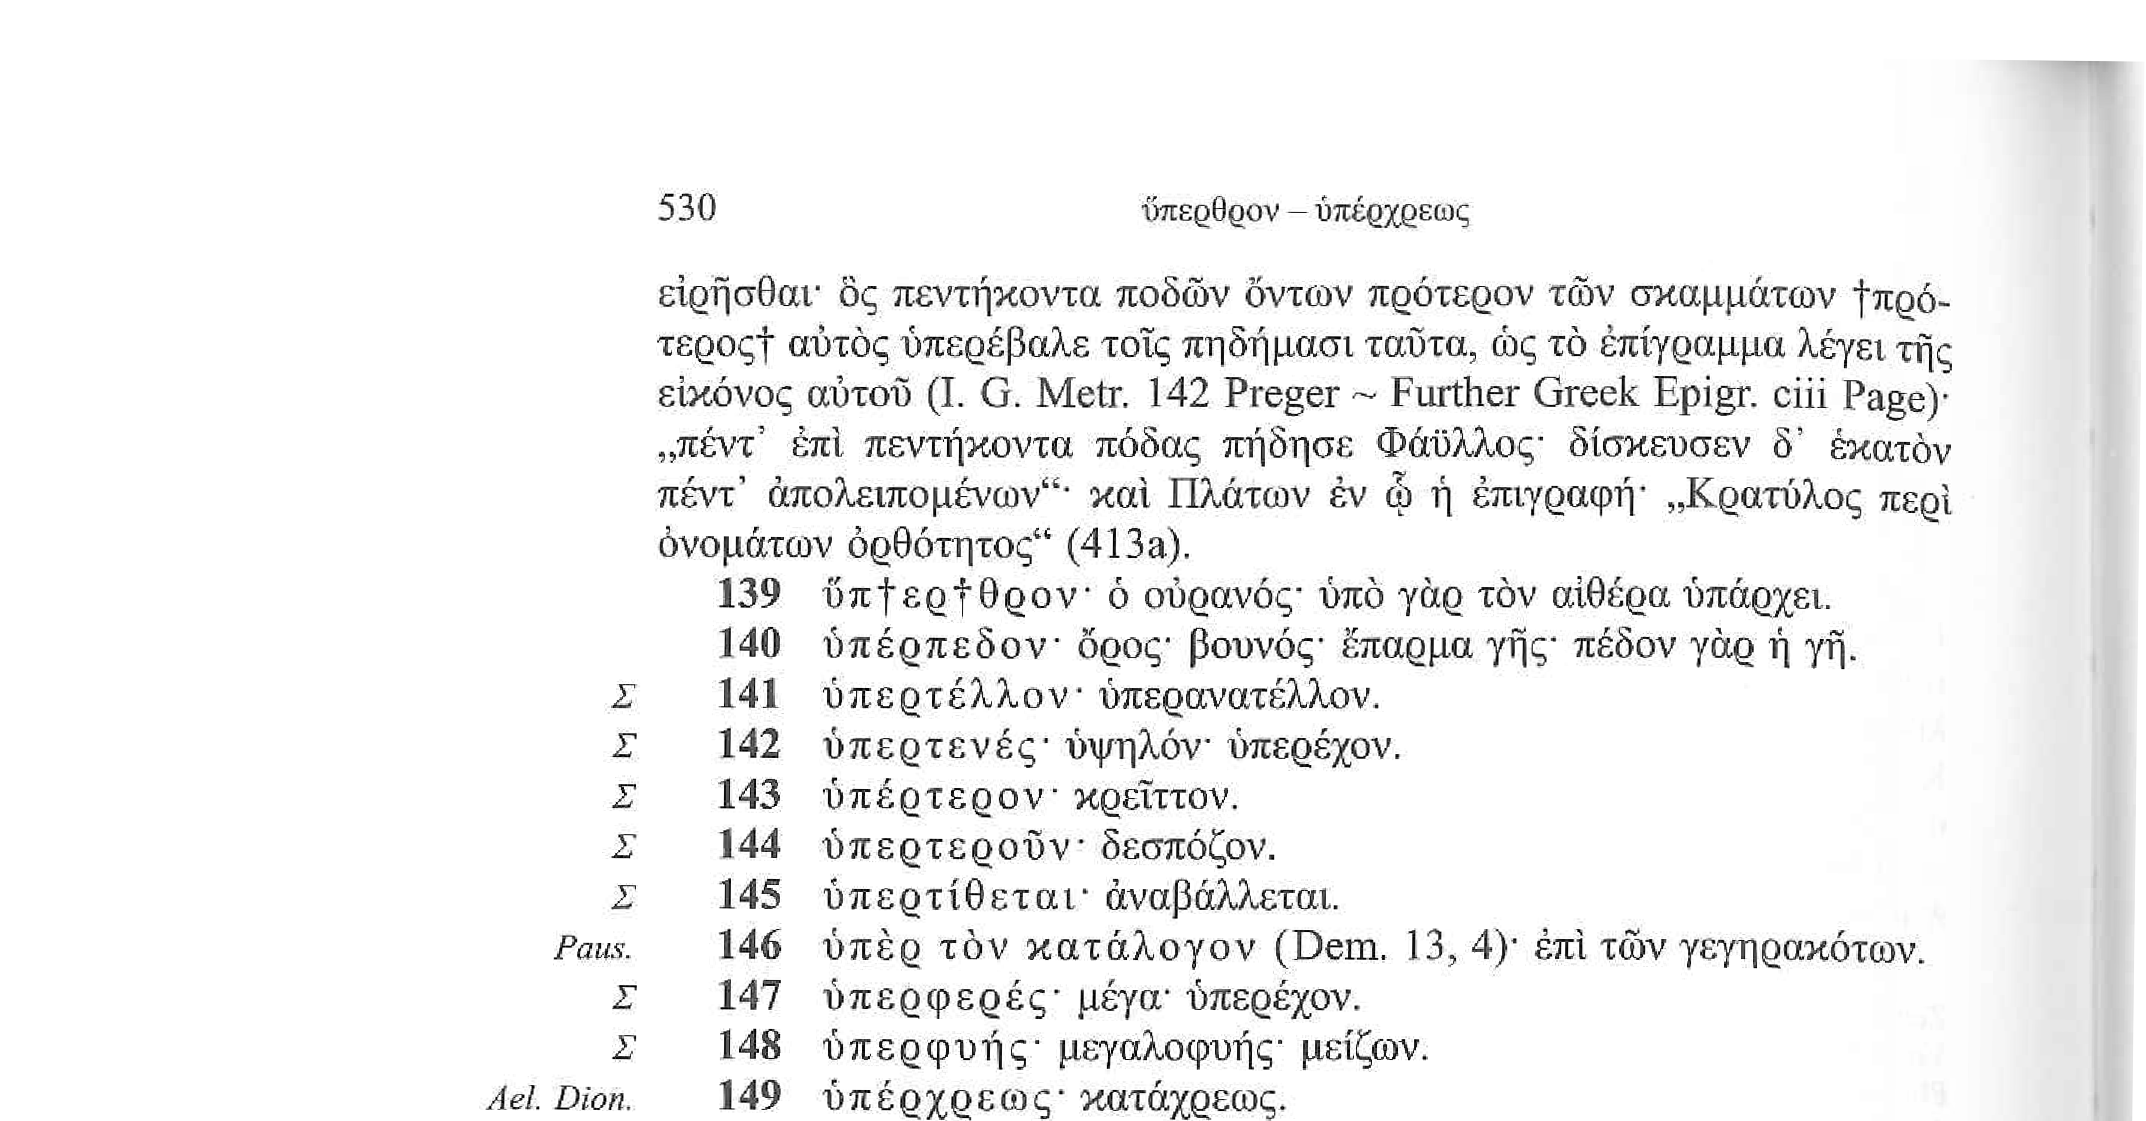 530 ὕπερθρον – ὑπέρχρεως
εἰρῆσθαι· ὃς πεντήκοντα ποδῶν ὄντων πρότερον τῶν σκαμμάτων †πρό-
τερος† αὐτὸς ὑπερέβαλε τοῖς πηδήμασι ταῦτα, ὡς τὸ ἐπίγραμμα λέγει τῆς
εἰκόνος αὐτοῦ (I. G. Metr. 142 Preger ~ Further Greek Epigr. ciii Page)·
„πέντ’ ἐπὶ πεντήκοντα πόδας πήδησε Φάϋλλος· δίσκευσεν δ’ ἑκατὸν
πέντ’ ἀπολειπομένων“· καὶ Πλάτων ἐν ᾧ ἡ ἐπιγραφή· „Κρατύλος περὶ
ὀνομάτων ὀρθότητος“ (413a).
139 ὕπ†ερ†θρον· ὁ οὐρανός· ὑπὸ γὰρ τὸν αἰθέρα ὑπάρχει.
140 ὑπέρπεδον· ὄρος· βουνός· ἔπαρμα γῆς· πέδον γὰρ ἡ γῆ.
Σ 141 ὑπερτέλλον· ὑπερανατέλλον.
Σ 142 ὑπερτενές· ὑψηλόν· ὑπερέχον.
Σ 143 ὑπέρτερον· κρεῖττον.
Σ 144 ὑπερτεροῦν· δεσπόζον.
Σ 145 ὑπερτίθεται· ἀναβάλλεται.
Paus. 146 ὑπὲρ τὸν κατάλογον (Dem. 13, 4)· ἐπὶ τῶν γεγηρακότων.
Σ 147 ὑπερφερές· μέγα· ὑπερέχον.
Σ 148 ὑπερφυής· μεγαλοφυής· μείζων.
Ael. Dion. 149 ὑπέρχρεως· κατάχρεως.